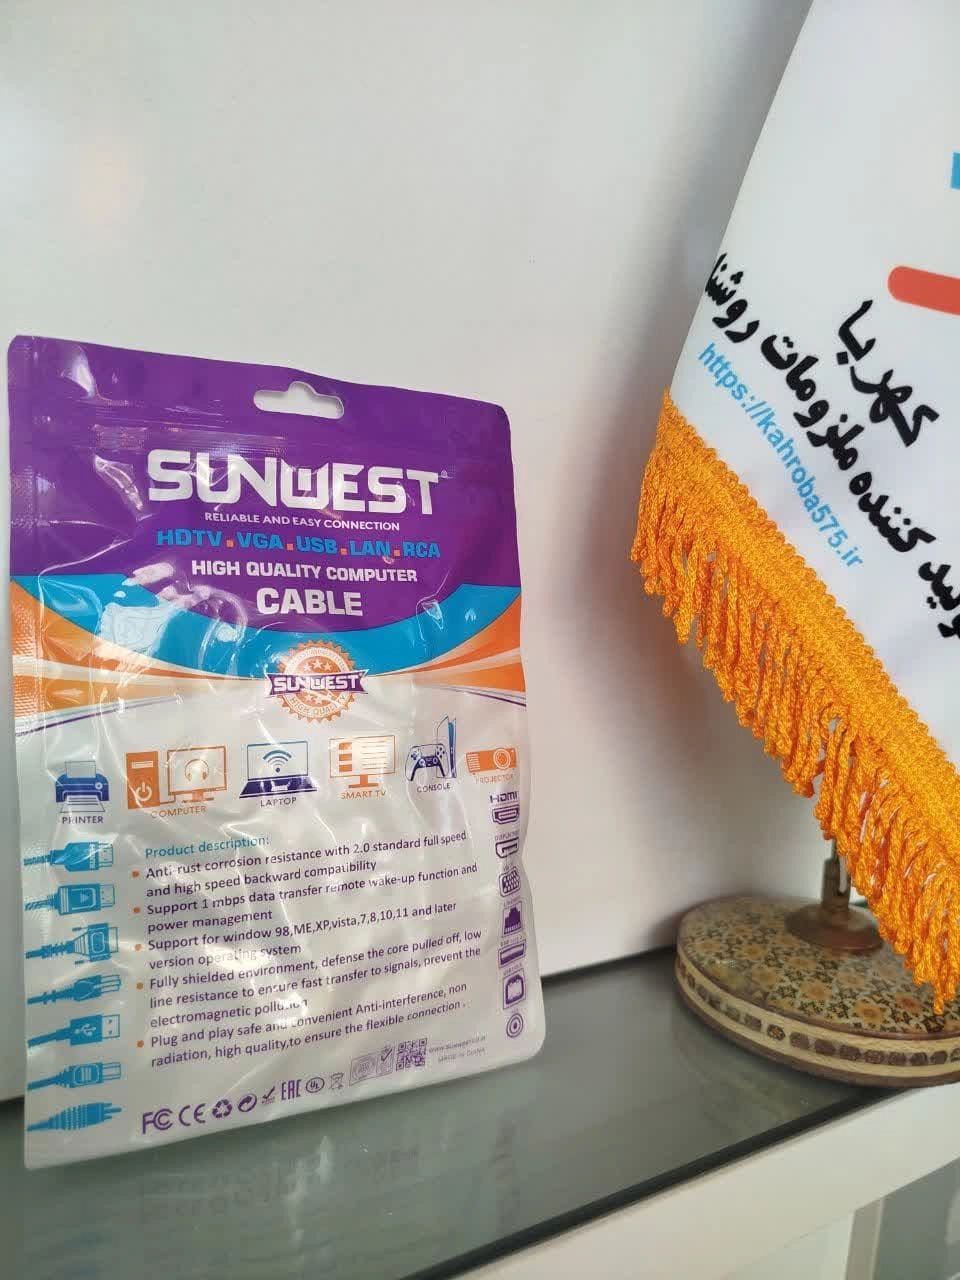 SUNWEST
RELIABLE AND EASY CONNECTION
HDTV.VGA.USB.LAN.RCA
HIGH QUALITY COMPUTER
CABLE
SUNWEST
HIGH QUALITY
PRINTER
COMPUTER
LAPTOP
SMART TV
CONSOLE
PROJECTOR
HDMI
Product description:
Anti-rust corrosion resistance with 2.0 standard full speed
and high speed backward compatibility
Support 1 mbps data transfer remote wake-up function and
power management
Support for window 98,ME,XP,vista,7,8,10,11 and later
version operating system
Fully shielded environment, defense the core pulled off, low
line resistance to ensure fast transfer to signals, prevent the
electromagnetic pollution
Plug and play safe and convenient Anti-interference, non
radiation, high quality,to ensure the flexible connection .
FC CE EAC UL
MADE IN CHINA
کهربا
تولید کننده ملزومات روشنا
https://kahroba575.ir